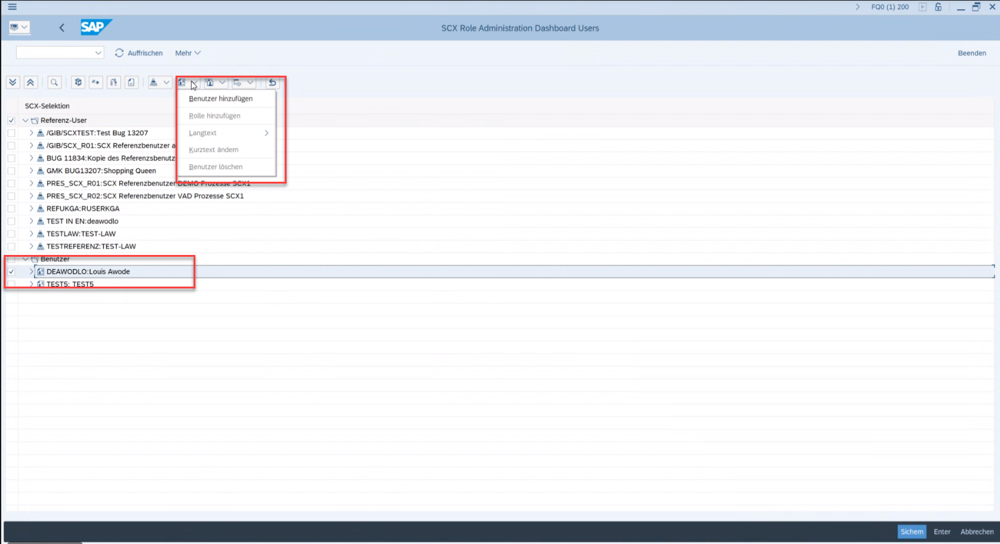 FQ0 (1) 200
SAP
SCX Role Administration Dashboard Users
Auffrischen Mehr Beenden
Benutzer hinzufügen
Rolle hinzufügen
Langtext
Kurztext ändern
Benutzer löschen
SCX-Selektion
Referenz-User
/GIB/SCXTEST:Test Bug 13207
/GIB/SCX_R01:SCX Referenzbenutzer a
BUG 11834:Kopie des Referenzsbenutz
GMK BUG13207:Shopping Queen
PRES_SCX_R01:SCX Referenzbenutzer DEMO Prozesse SCX1
PRES_SCX_R02:SCX Referenzbenutzer VAD Prozesse SCX1
REFUKGA:RUSERKGA
TEST IN EN:deawodlo
TESTLAW:TEST-LAW
TESTREFERENZ:TEST-LAW
Benutzer
DEAWODLO:Louis Awode
TEST5: TEST5
Sichern Enter Abbrechen